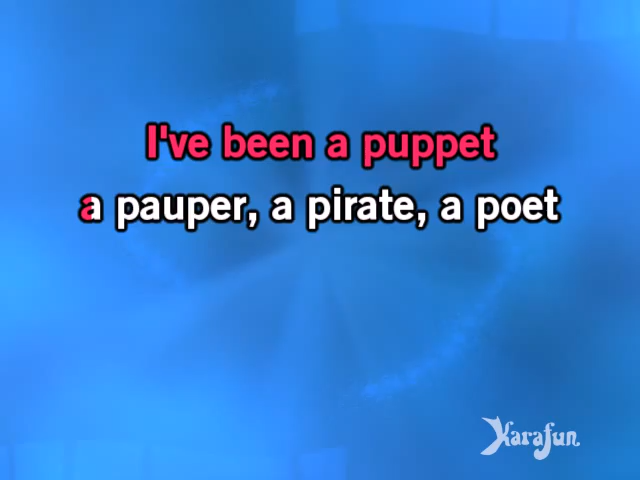 I've been a puppet
a pauper, a pirate, a poet
Karafun